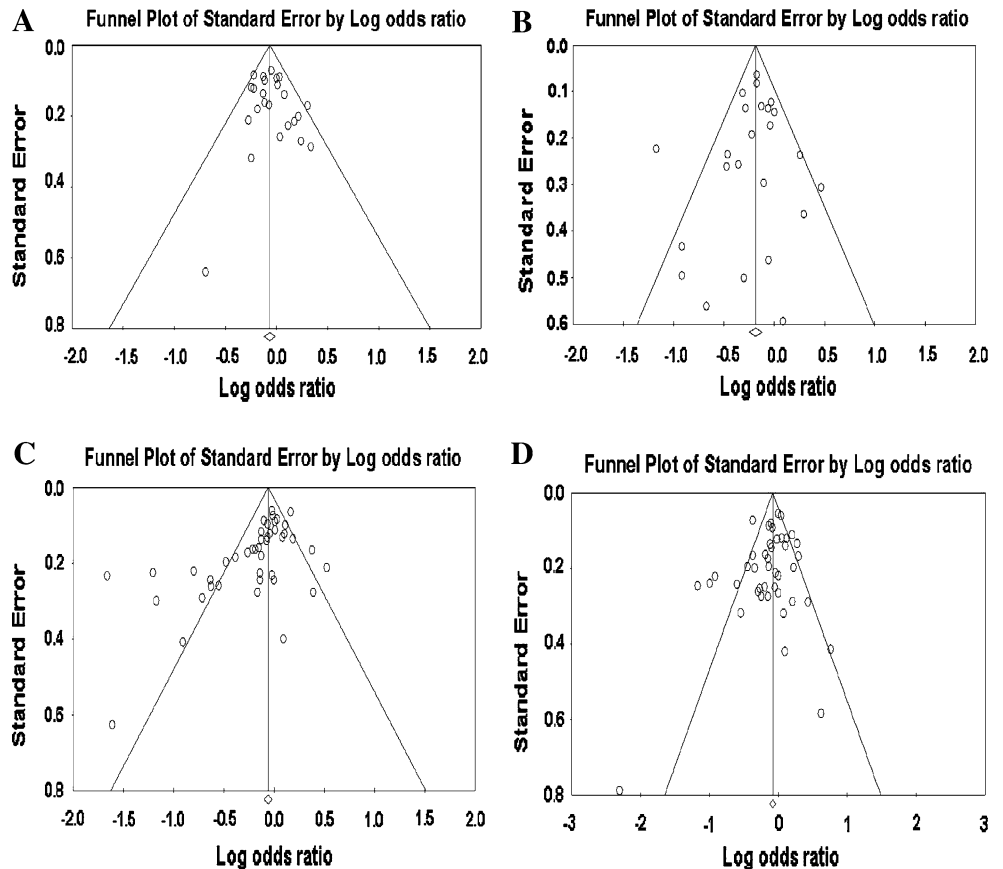 A
Funnel Plot of Standard Error by Log odds ratio
0.0
0.2
0.4
0.6
0.8
Standard Error
-2.0 -1.5 -1.0 -0.5 0.0 0.5 1.0 1.5 2.0
Log odds ratio
B
Funnel Plot of Standard Error by Log odds ratio
0.0
0.1
0.2
0.3
0.4
0.5
0.6
Standard Error
-2.0 -1.5 -1.0 -0.5 0.0 0.5 1.0 1.5 2.0
Log odds ratio
C
Funnel Plot of Standard Error by Log odds ratio
0.0
0.2
0.4
0.6
0.8
Standard Error
-2.0 -1.5 -1.0 -0.5 0.0 0.5 1.0 1.5 2.0
Log odds ratio
D
Funnel Plot of Standard Error by Log odds ratio
0.0
0.2
0.4
0.6
0.8
Standard Error
-3 -2 -1 0 1 2 3
Log odds ratio